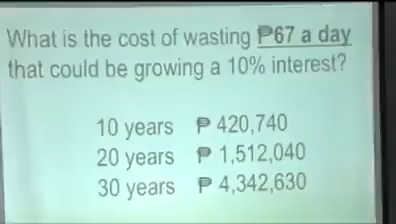 What is the cost of wasting ₱67 a day
that could be growing a 10% interest?
10 years ₱ 420,740
20 years ₱ 1,512,040
30 years ₱ 4,342,630